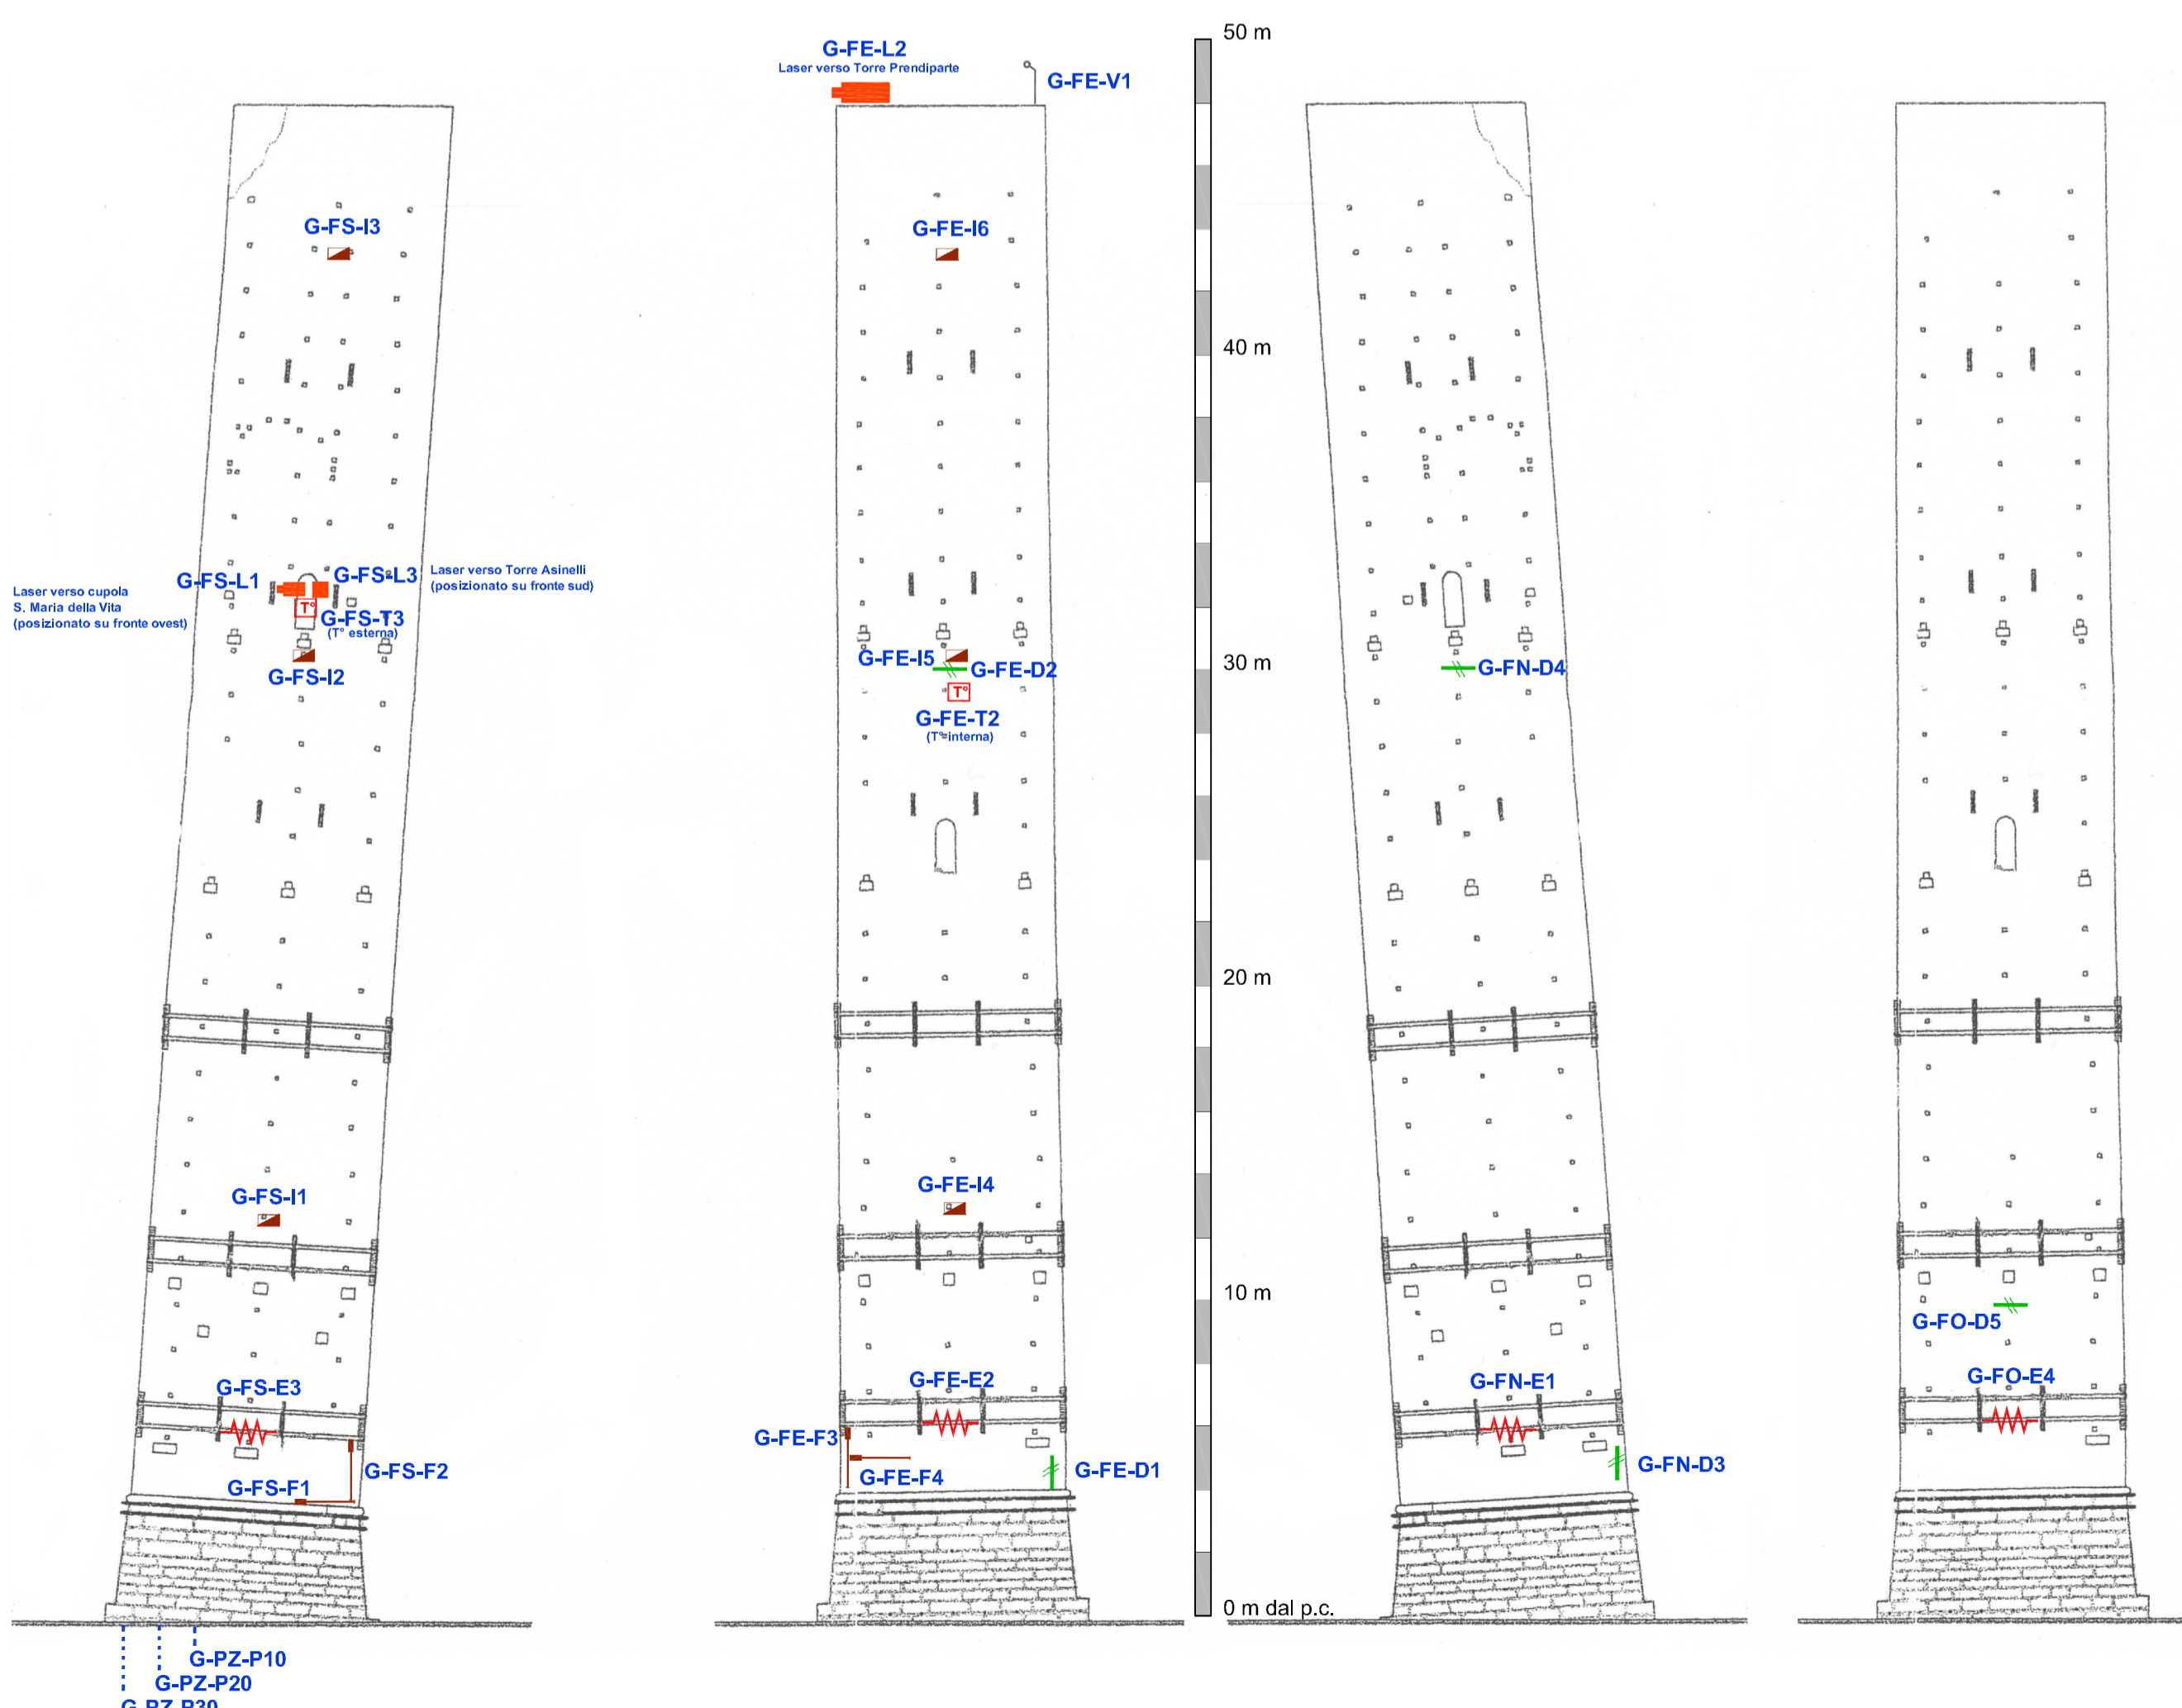 50 m
G-FE-L2
Laser verso Torre Prendiparte
G-FE-V1
G-FS-I3
G-FE-I6
40 m
G-FS-L1
G-FS-L3
Laser verso Torre Asinelli
(posizionato su fronte sud)
Laser verso cupola
S. Maria della Vita
(posizionato su fronte ovest)
T°
G-FS-T3
(T° esterna)
G-FS-I2
G-FE-I5
G-FE-D2
T°
G-FE-T2
(T° interna)
30 m
G-FN-D4
20 m
G-FS-I1
G-FE-I4
10 m
G-FO-D5
G-FS-E3
G-FE-E2
G-FN-E1
G-FO-E4
G-FS-F2
G-FS-F1
G-FE-F3
G-FE-F4
G-FE-D1
G-FN-D3
0 m dal p.c.
G-PZ-P10
G-PZ-P20
G-PZ-P30